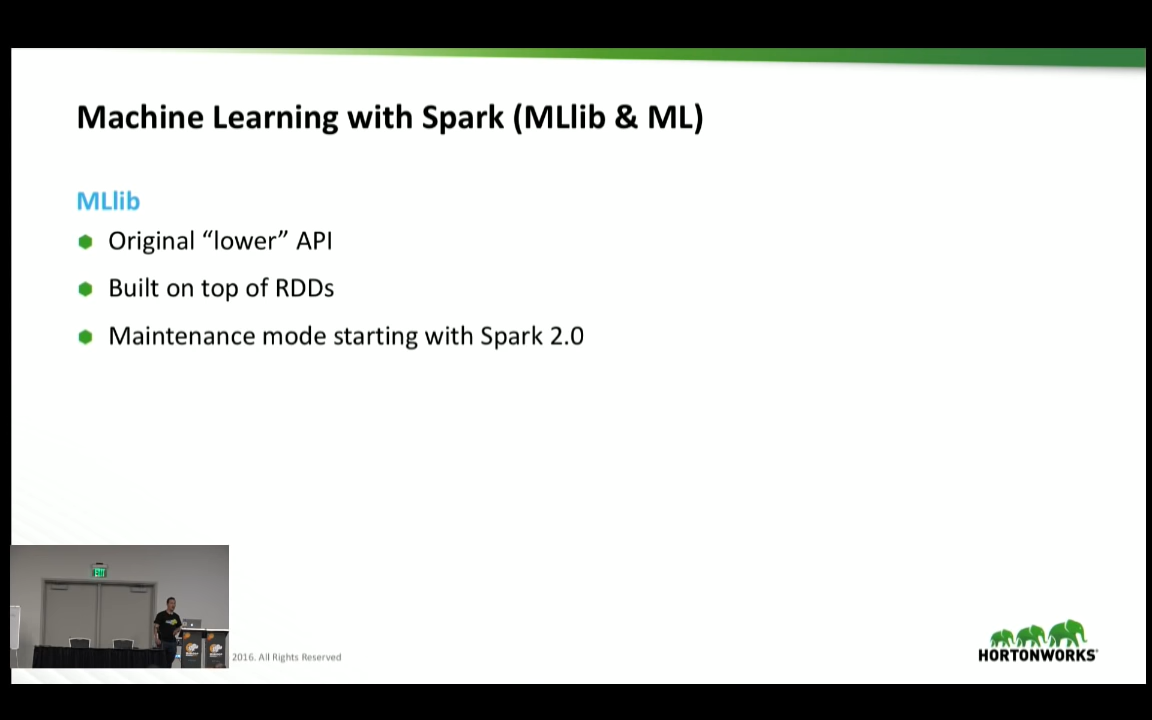 Machine Learning with Spark (MLlib & ML)
MLlib
Original “lower” API
Built on top of RDDs
Maintenance mode starting with Spark 2.0
EXIT
2016. All Rights Reserved
HORTONWORKS